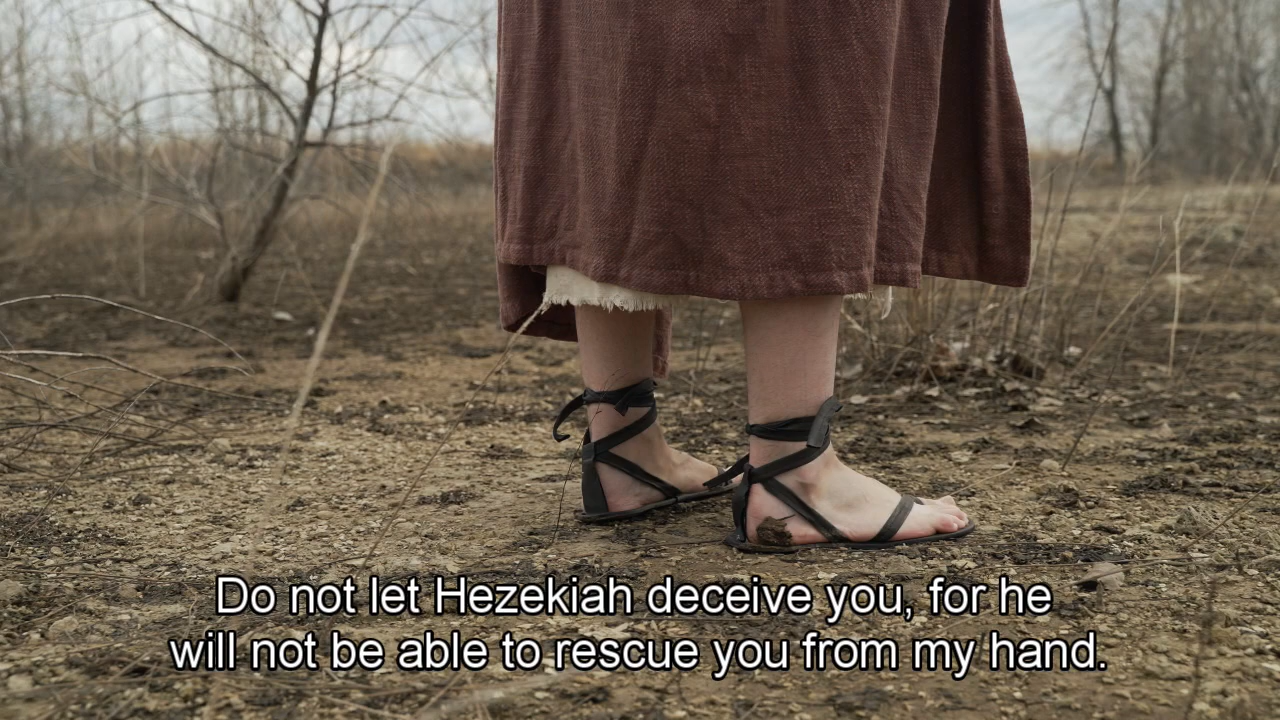 Do not let Hezekiah deceive you, for he
will not be able to rescue you from my hand.